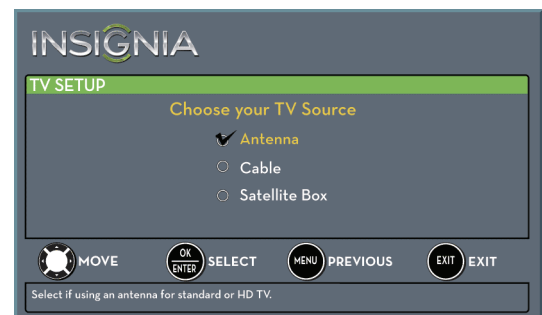 INSIGNIA
TV SETUP
Choose your TV Source
Antenna
Cable
Satellite Box
MOVE
OK
ENTER
SELECT
MENU
PREVIOUS
EXIT
EXIT
Select if using an antenna for standard or HD TV.